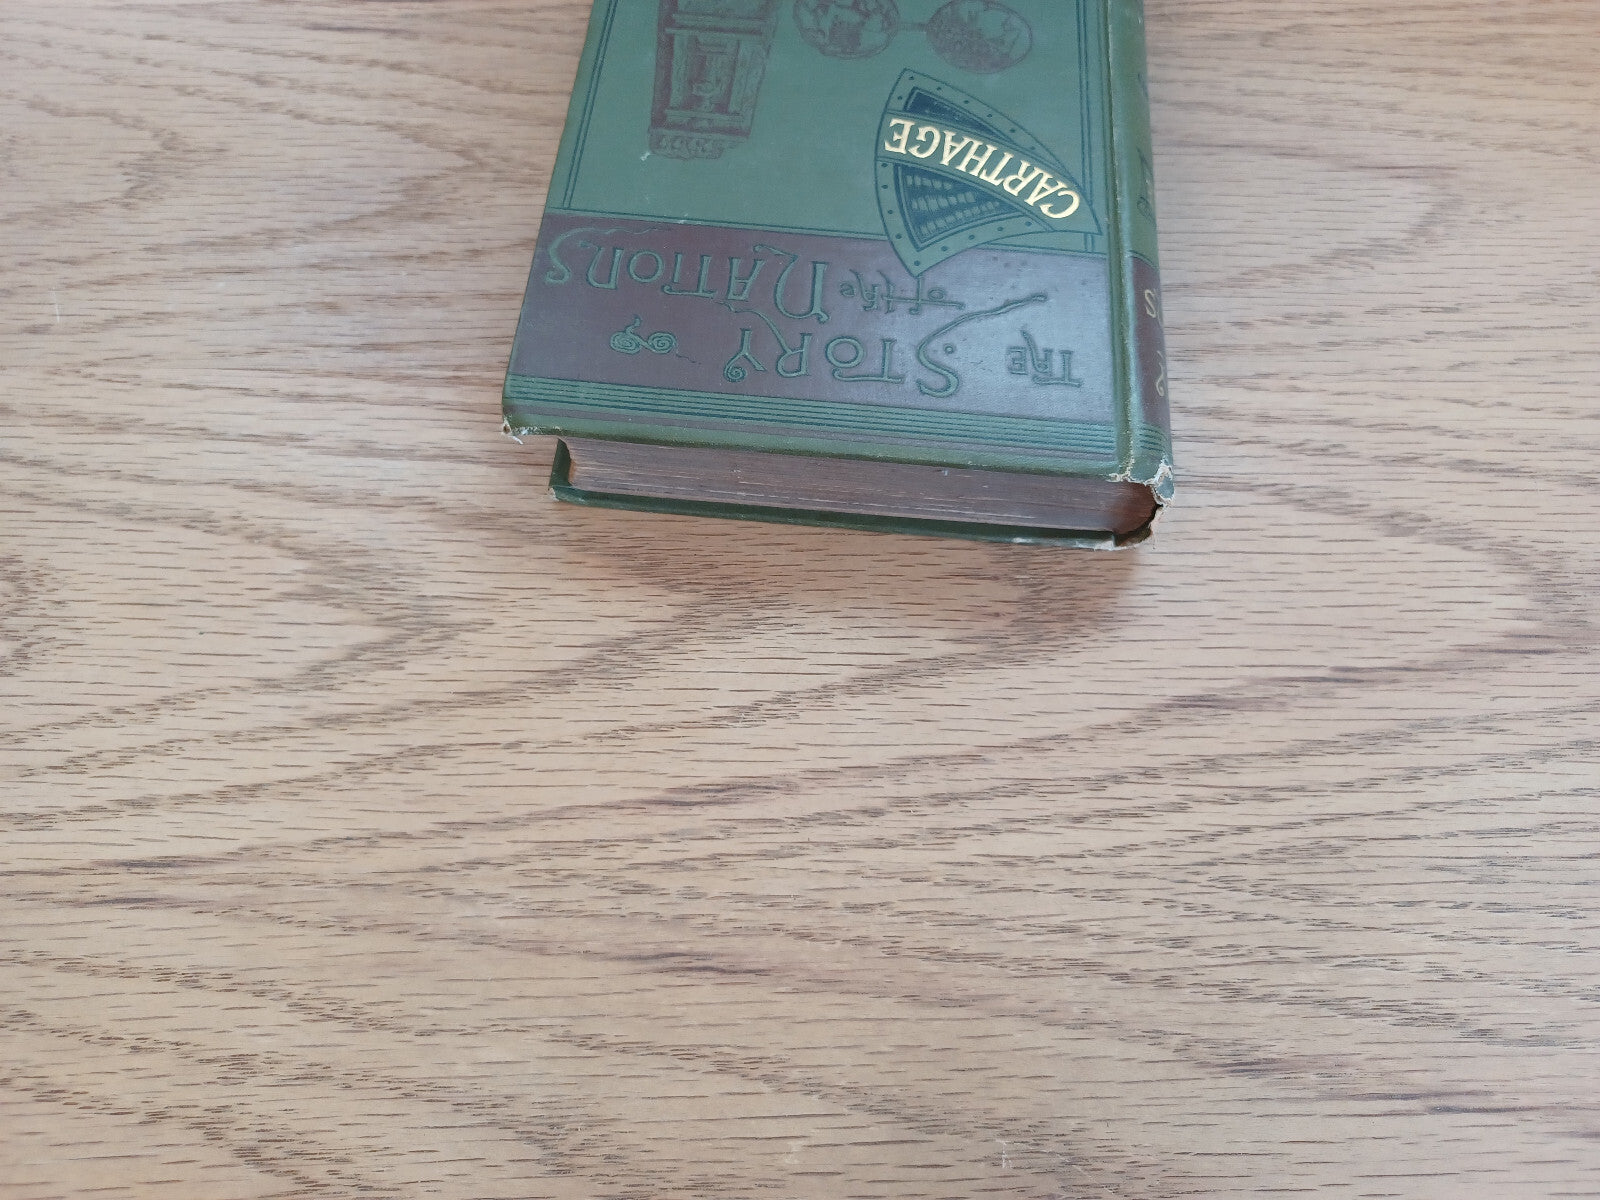 THE STORY
of the NATIONS
CARTHAGE